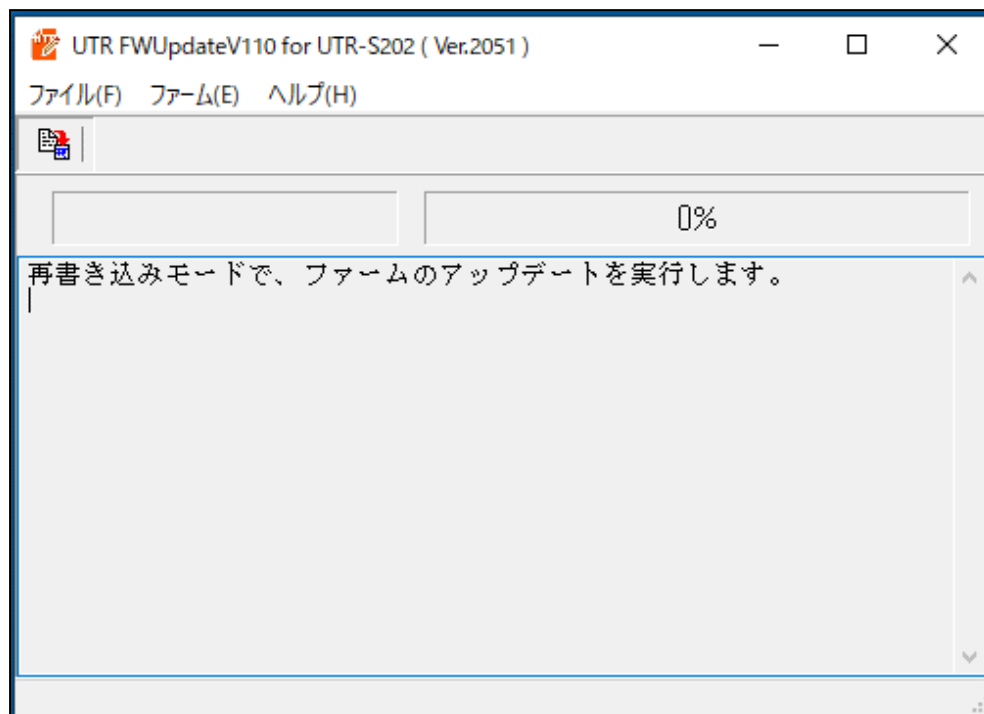 UTR FWUpdateV110 for UTR-S202 ( Ver.2051 )
ファイル(F) ファーム(E) ヘルプ(H)
0%
再書き込みモードで、ファームのアップデートを実行します。